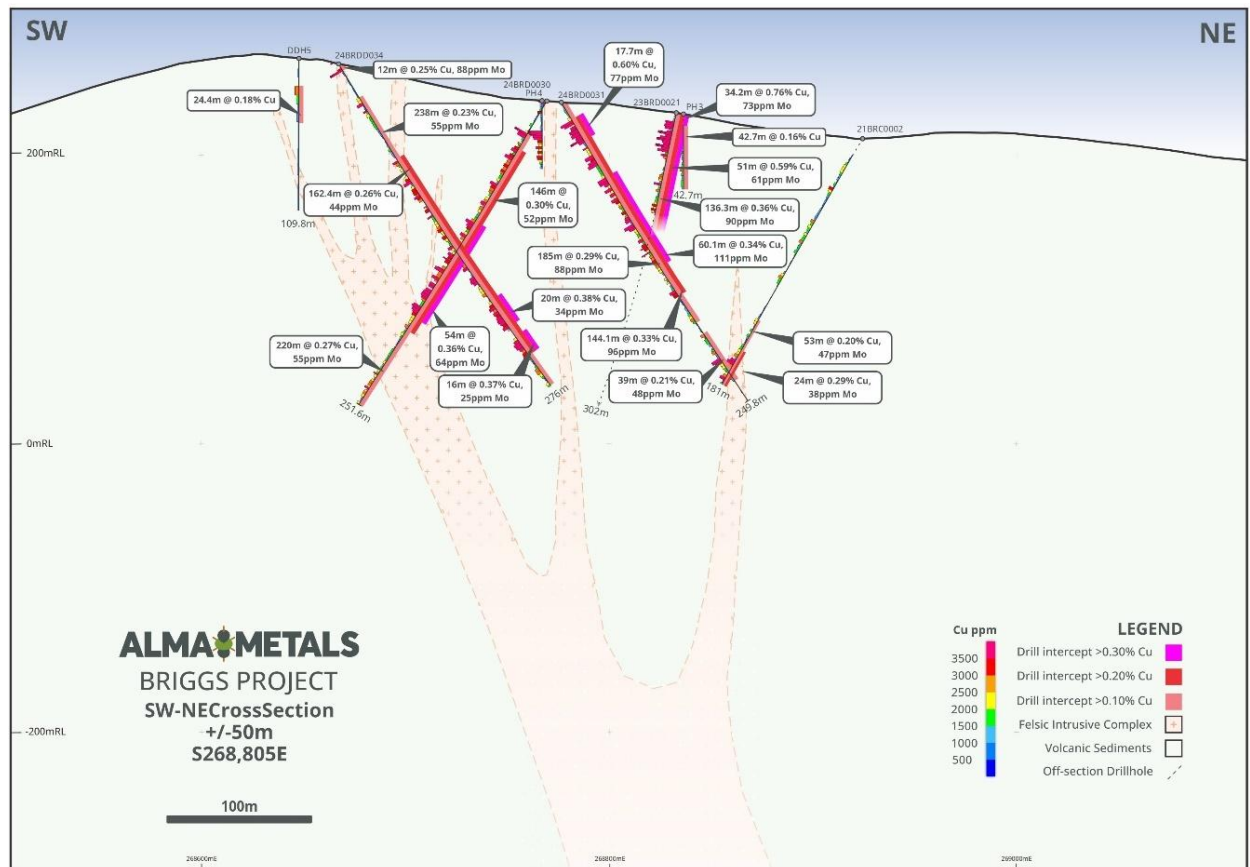 SW
NE
DDH5
24BRDD034
12m @ 0.25% Cu, 88ppm Mo
24.4m @ 0.18% Cu
238m @ 0.23% Cu,
55ppm Mo
24BRD0030
PH4
24BRD0031
17.7m @
0.60% Cu,
77ppm Mo
23BRD0021
PH3
34.2m @ 0.76% Cu,
73ppm Mo
42.7m @ 0.16% Cu
21BRC0002
200mRL
51m @ 0.59% Cu,
61ppm Mo
162.4m @ 0.26% Cu,
44ppm Mo
146m @
0.30% Cu,
52ppm Mo
42.7m
136.3m @ 0.36% Cu,
90ppm Mo
109.8m
60.1m @ 0.34% Cu,
111ppm Mo
185m @ 0.29% Cu,
88ppm Mo
20m @ 0.38% Cu,
34ppm Mo
220m @ 0.27% Cu,
55ppm Mo
54m @
0.36% Cu,
64ppm Mo
144.1m @ 0.33% Cu,
96ppm Mo
53m @ 0.20% Cu,
47ppm Mo
16m @ 0.37% Cu,
25ppm Mo
39m @ 0.21% Cu,
48ppm Mo
24m @ 0.29% Cu,
38ppm Mo
251.6m
276m
302m
181m
249.8m
0mRL
-200mRL
ALMA METALS
BRIGGS PROJECT
SW-NECrossSection
+/-50m
S268,805E
100m
Cu ppm
3500
3000
2500
2000
1500
1000
500
LEGEND
Drill intercept >0.30% Cu
Drill intercept >0.20% Cu
Drill intercept >0.10% Cu
Felsic Intrusive Complex
Volcanic Sediments
Off-section Drillhole
268600mE
268800mE
269000mE